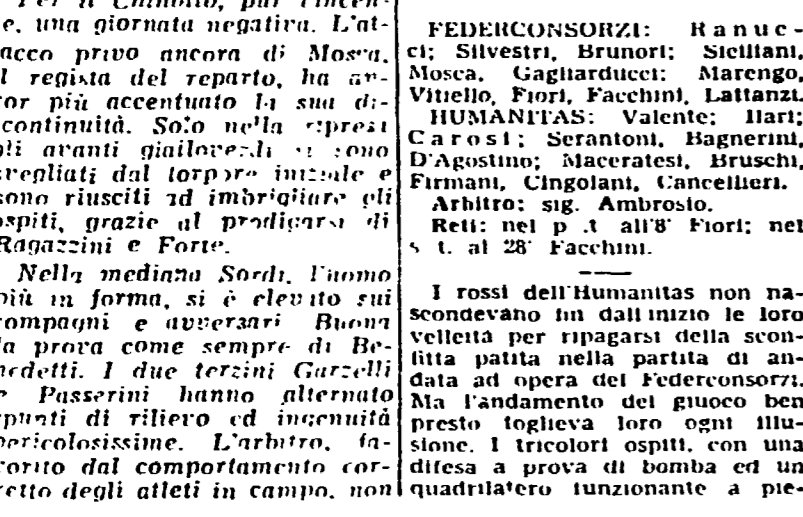 Per il Chinotto, pur
e, una giornata negativa. L'at-
acco privo ancora di Mosca,
l regista del reparto, ha an-
cor più accentuato la sua di-
continuità. Solo nella ripresa
gli avanti gialloverdi si sono
svegliati dal torpore iniziale e
sono riusciti ad imbrigliare gli
ospiti, grazie al prodigarsi di
Ragazzini e Forte.
Nella mediana Sordi, l'uomo
più in forma, si è elevato sui
compagni e avversari Buona
la prova come sempre di Be-
nedetti. I due terzini Garzelli
e Passerini hanno alternato
spunti di rilievo ed ingenuità
pericolosissime. L'arbitro, fa-
vorito dal comportamento cor-
retto degli atleti in campo, non
FEDERCONSORZI: Ranuc-
ci; Silvestri, Brunori; Siciliani,
Mosca, Gagliarducci; Marengo,
Vitiello, Fiori, Facchini, Lattanzi.
HUMANITAS: Valente; Ilari;
Carosi; Serantoni, Bagnerini,
D'Agostino; Maceratesi, Bruschi,
Firmani, Cingolani, Cancellieri.
Arbitro: sig. Ambrosio.
Reti: nel p .t all'8' Fiori; nel
s t. al 28' Facchini.
I rossi dell'Humanitas non na-
scondevano fin dall'inizio le loro
velleità per ripagarsi della scon-
fitta patita nella partita di an-
data ad opera del Federconsorzi.
Ma l'andamento del giuoco ben
presto toglieva loro ogni illu-
sione. I tricolori ospiti, con una
difesa a prova di bomba ed un
quadrilatero funzionante a pie-